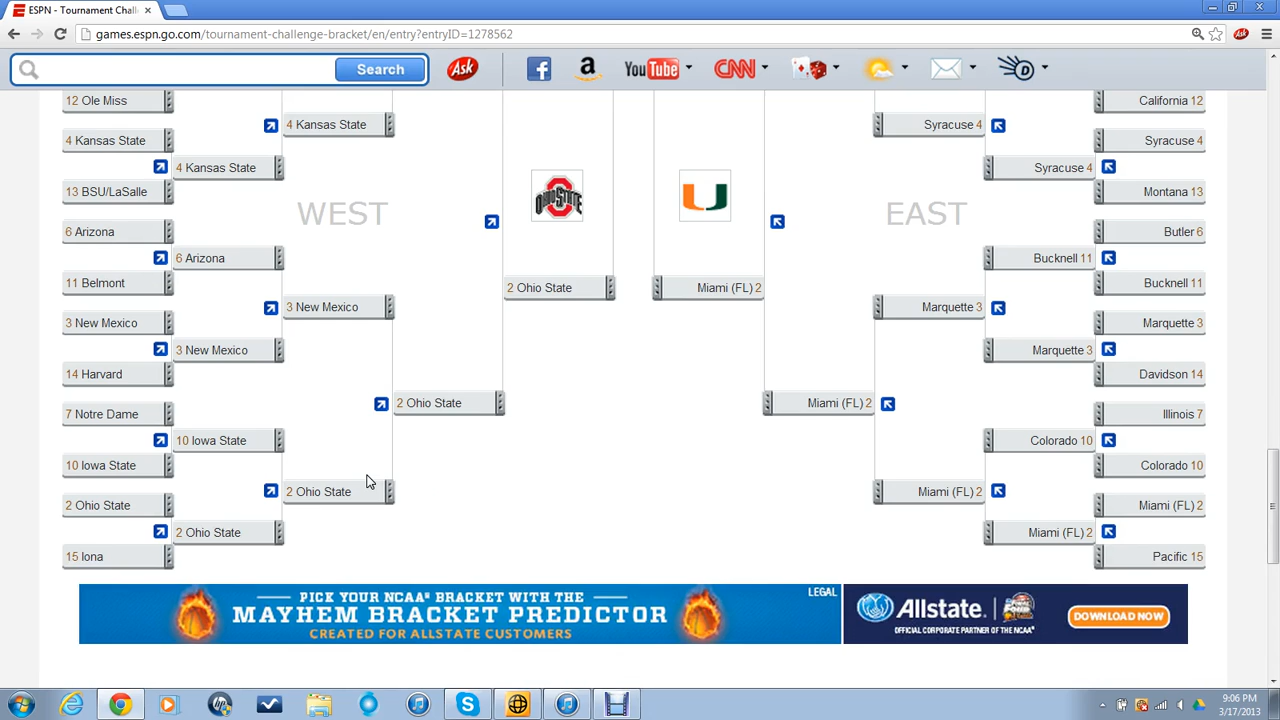 ESPN - Tournament Chall
games.espn.go.com/tournament-challenge-bracket/en/entry?entryID=1278562
Search
Ask
YouTube
CNN
12 Ole Miss
4 Kansas State
Syracuse 4
California 12
4 Kansas State
Syracuse 4
4 Kansas State
Syracuse 4
13 BSU/LaSalle
Montana 13
WEST
OHIO STATE
U
EAST
6 Arizona
Butler 6
6 Arizona
Bucknell 11
11 Belmont
2 Ohio State
Miami (FL) 2
Bucknell 11
3 New Mexico
Marquette 3
3 New Mexico
Marquette 3
3 New Mexico
Marquette 3
14 Harvard
Davidson 14
2 Ohio State
Miami (FL) 2
7 Notre Dame
Illinois 7
10 Iowa State
Colorado 10
10 Iowa State
Colorado 10
2 Ohio State
Miami (FL) 2
2 Ohio State
Miami (FL) 2
2 Ohio State
Miami (FL) 2
15 Iona
Pacific 15
PICK YOUR NCAA® BRACKET WITH THE
MAYHEM BRACKET PREDICTOR
CREATED FOR ALLSTATE CUSTOMERS
LEGAL
Allstate.
OFFICIAL CORPORATE PARTNER OF THE NCAA®
DOWNLOAD NOW
9:06 PM
3/17/2013